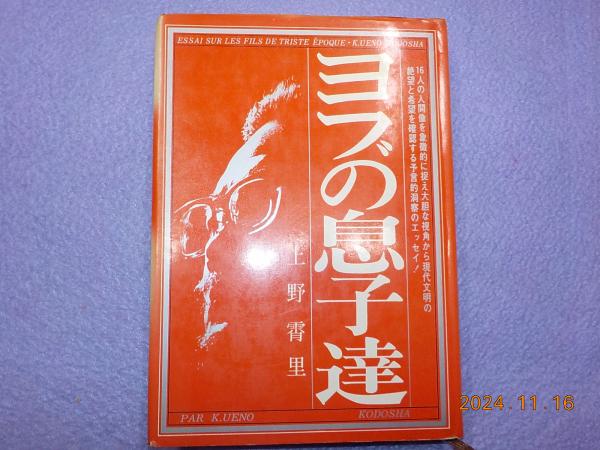 ESSAI SUR LES FILS DE TRISTE ÉPOQUE・K.UENO KODOSHA
16人の人間像を象徴的に捉え大胆な視角から現代文明の
絶望と希望を確認する予言的洞察のエッセイ!
ヨブの息子達
上野霄里
PAR K.UENO
KODOSHA
2024.11.16